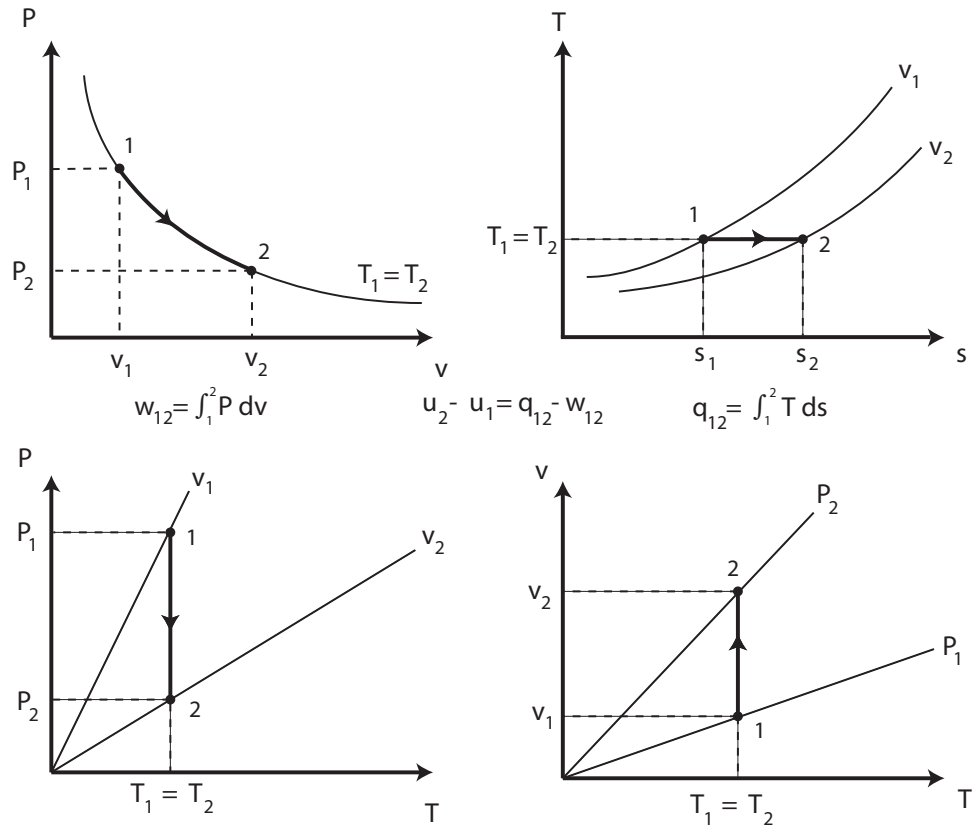 P
1
P₁
P₂
2
T₁ = T₂
v₁
v₂
v
T
v₁
v₂
1
T₁ = T₂
2
s₁
s₂
s
w₁₂ = ∫₁² P dv
u₂ - u₁ = q₁₂ - w₁₂
q₁₂ = ∫₁² T ds
P
v₁
P₁
1
v₂
P₂
2
T₁ = T₂
T
v
P₂
2
v₂
P₁
v₁
1
T₁ = T₂
T